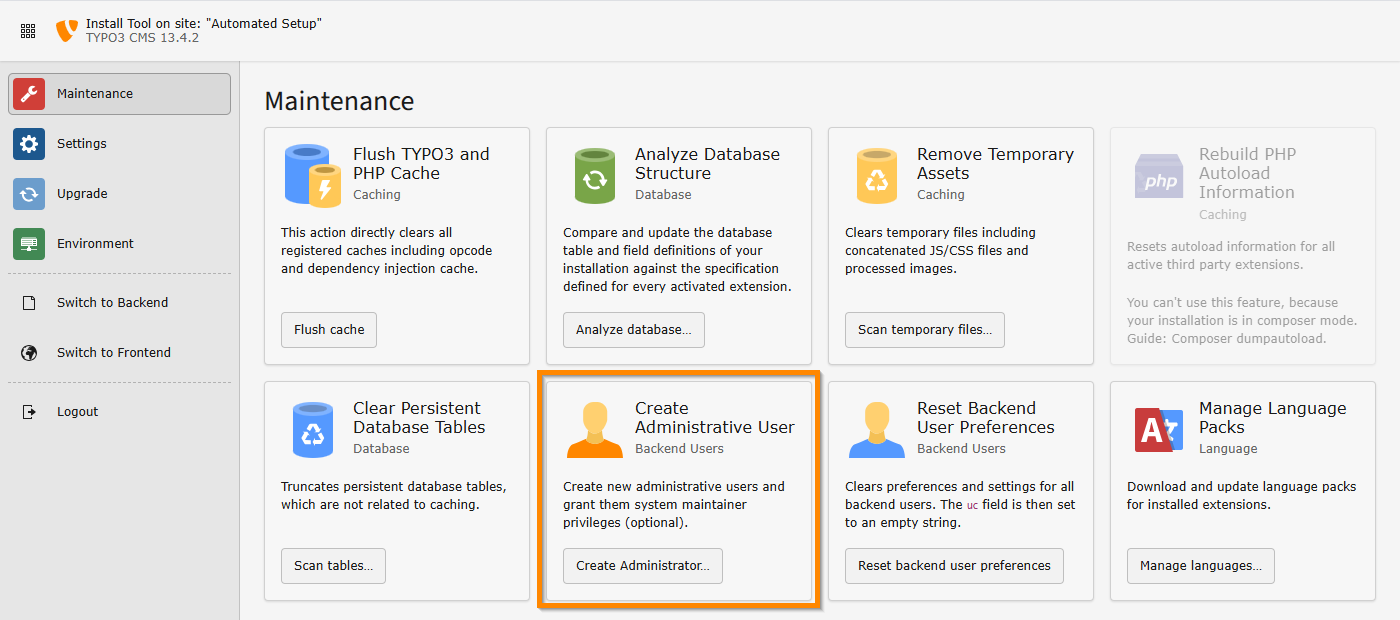 Install Tool on site: "Automated Setup"
TYPO3 CMS 13.4.2
Maintenance
Settings
Upgrade
Environment
Switch to Backend
Switch to Frontend
Logout
Maintenance
Flush TYPO3 and
PHP Cache
Caching
This action directly clears all
registered caches including opcode
and dependency injection cache.
Flush cache
Analyze Database
Structure
Database
Compare and update the database
table and field definitions of your
installation against the specification
defined for every activated extension.
Analyze database...
Remove Temporary
Assets
Caching
Clears temporary files including
concatenated JS/CSS files and
processed images.
Scan temporary files...
php
Rebuild PHP
Autoload
Information
Caching
Resets autoload information for all
active third party extensions.
You can't use this feature, because
your installation is in composer mode.
Guide: Composer dumpautoload.
Clear Persistent
Database Tables
Database
Truncates persistent database tables,
which are not related to caching.
Scan tables...
Create
Administrative User
Backend Users
Create new administrative users and
grant them system maintainer
privileges (optional).
Create Administrator...
Reset Backend
User Preferences
Backend Users
Clears preferences and settings for all
backend users. The uc field is then set
to an empty string.
Reset backend user preferences
A
Manage Language
Packs
Language
Download and update language packs
for installed extensions.
Manage languages...